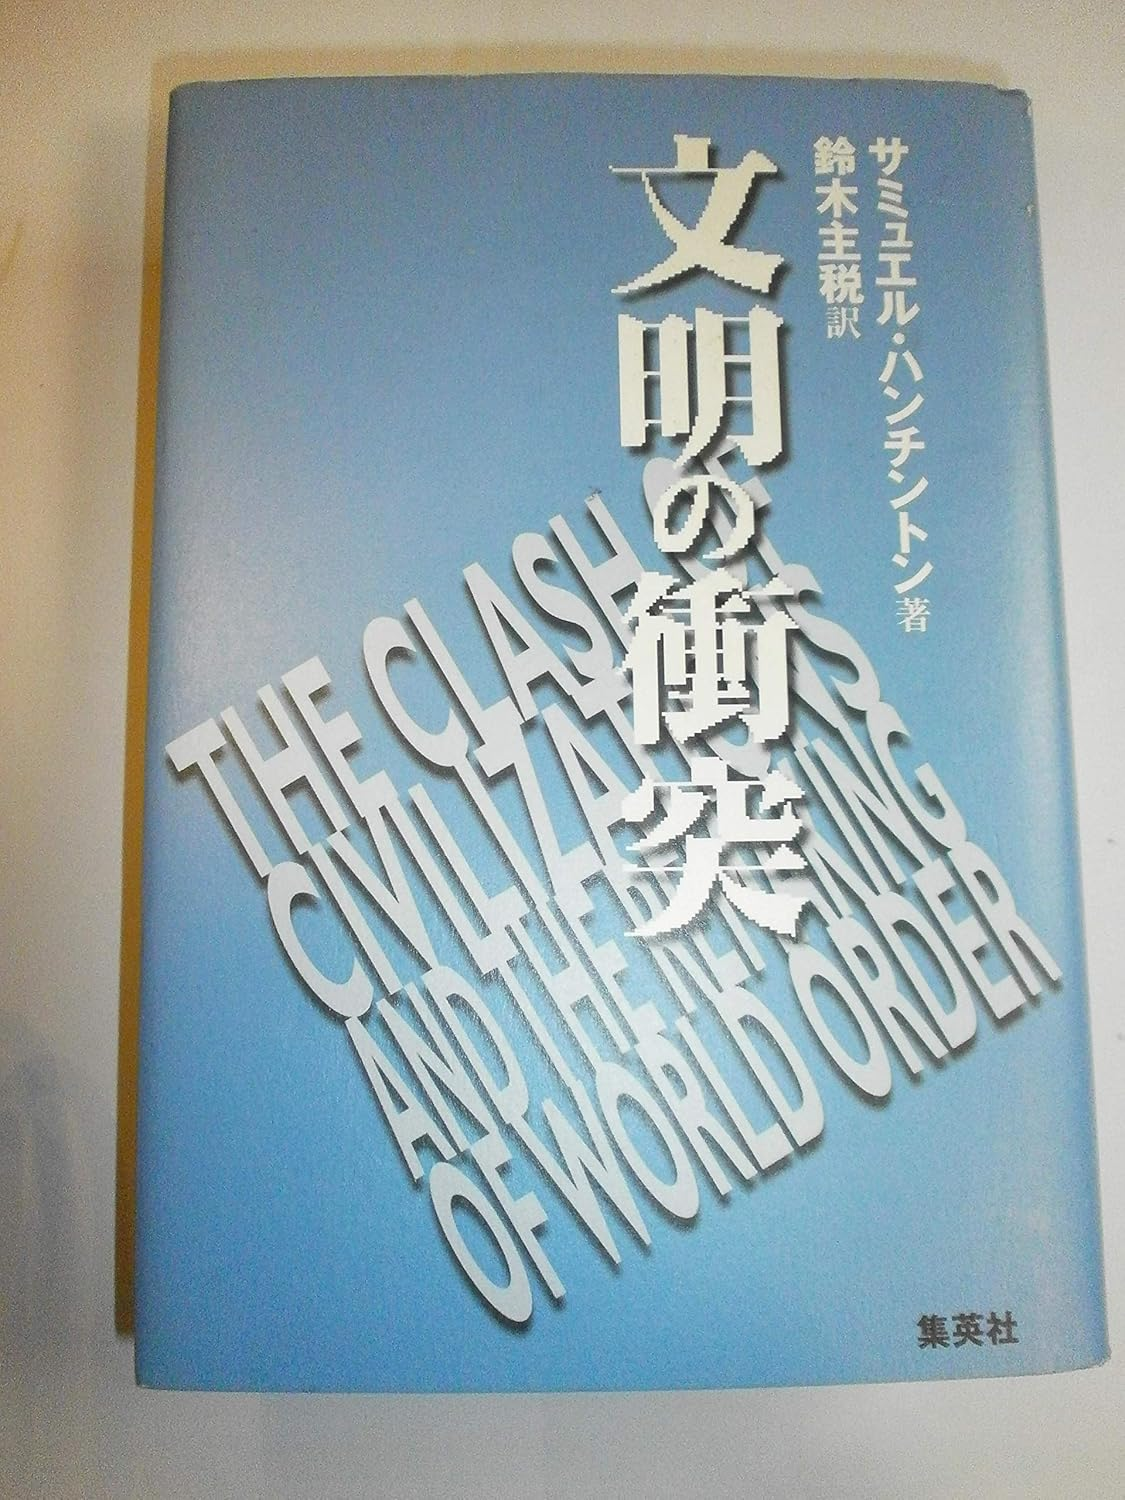 サミュエル・ハンチントン著
鈴木主税訳
文明の衝突
THE CLASH OF
CIVILIZATIONS
AND THE REMAKING
OF WORLD ORDER
集英社